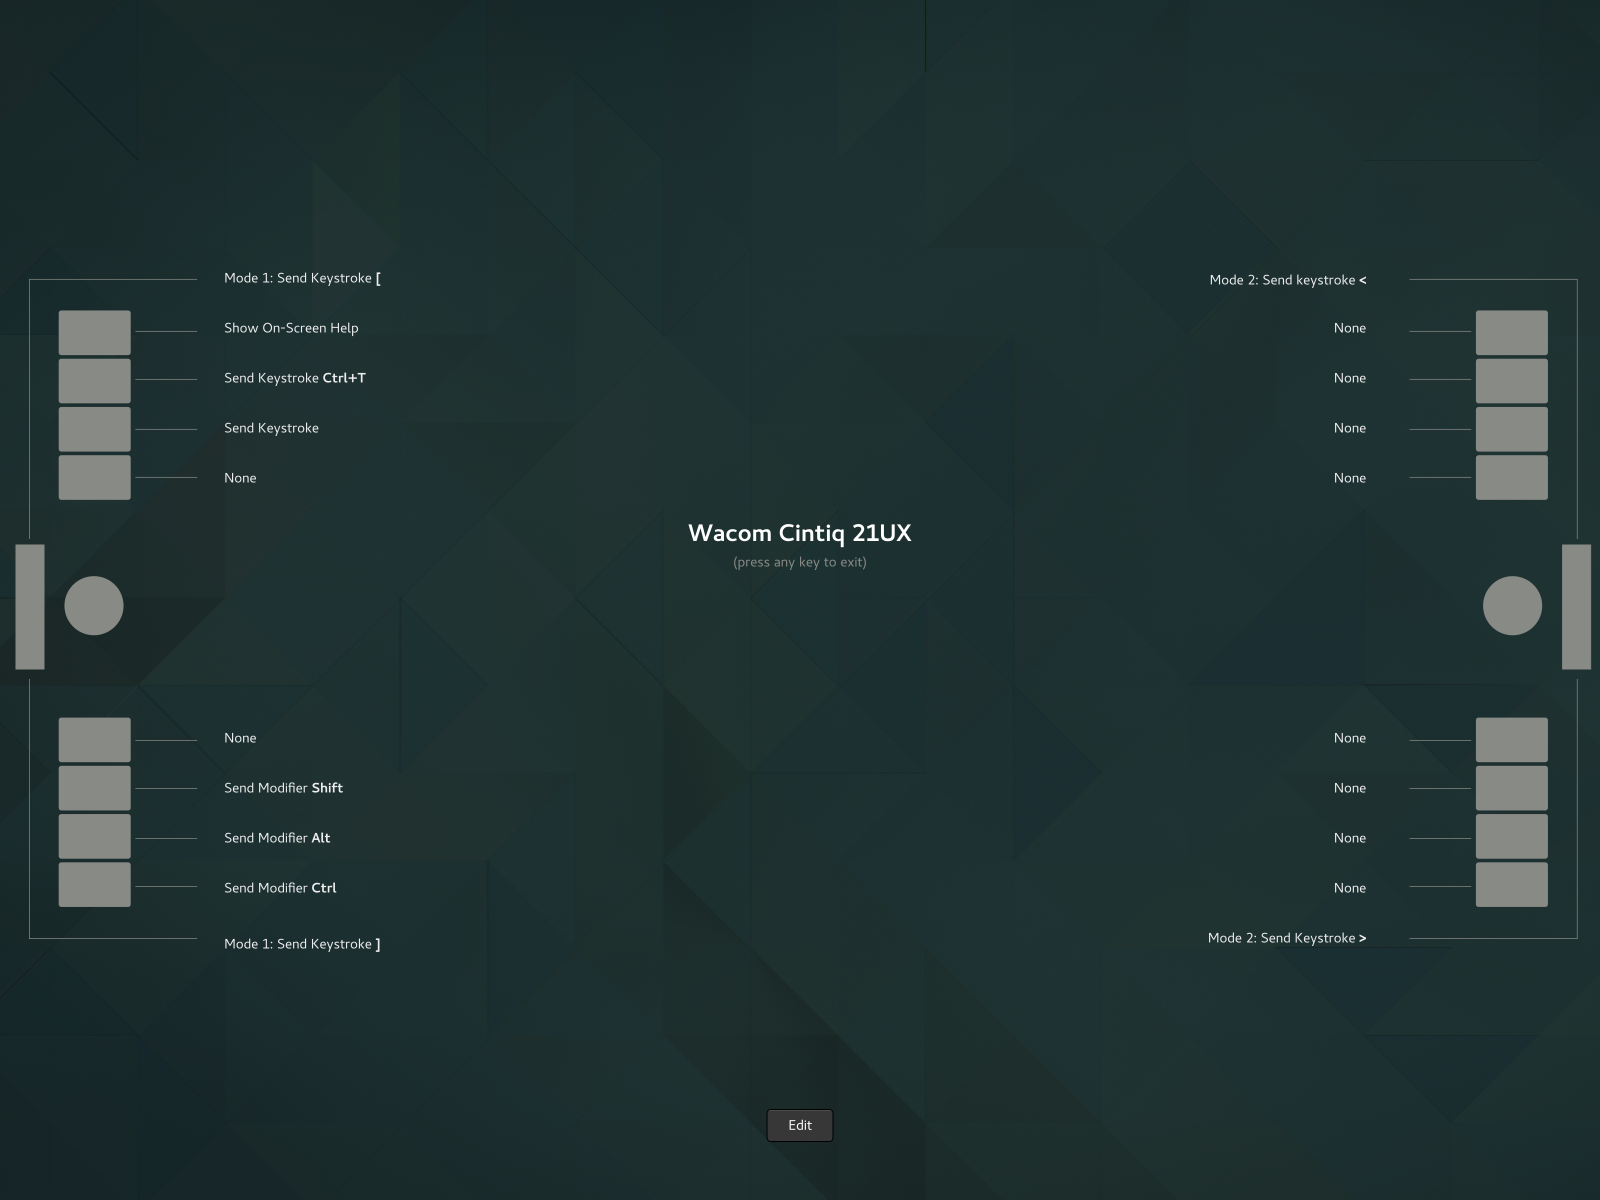 Mode 1: Send Keystroke [
Show On-Screen Help
Send Keystroke Ctrl+T
Send Keystroke
None
Mode 2: Send keystroke <
None
None
None
None
Wacom Cintiq 21UX
(press any key to exit)
None
Send Modifier Shift
Send Modifier Alt
Send Modifier Ctrl
Mode 1: Send Keystroke ]
None
None
None
None
Mode 2: Send Keystroke >
Edit